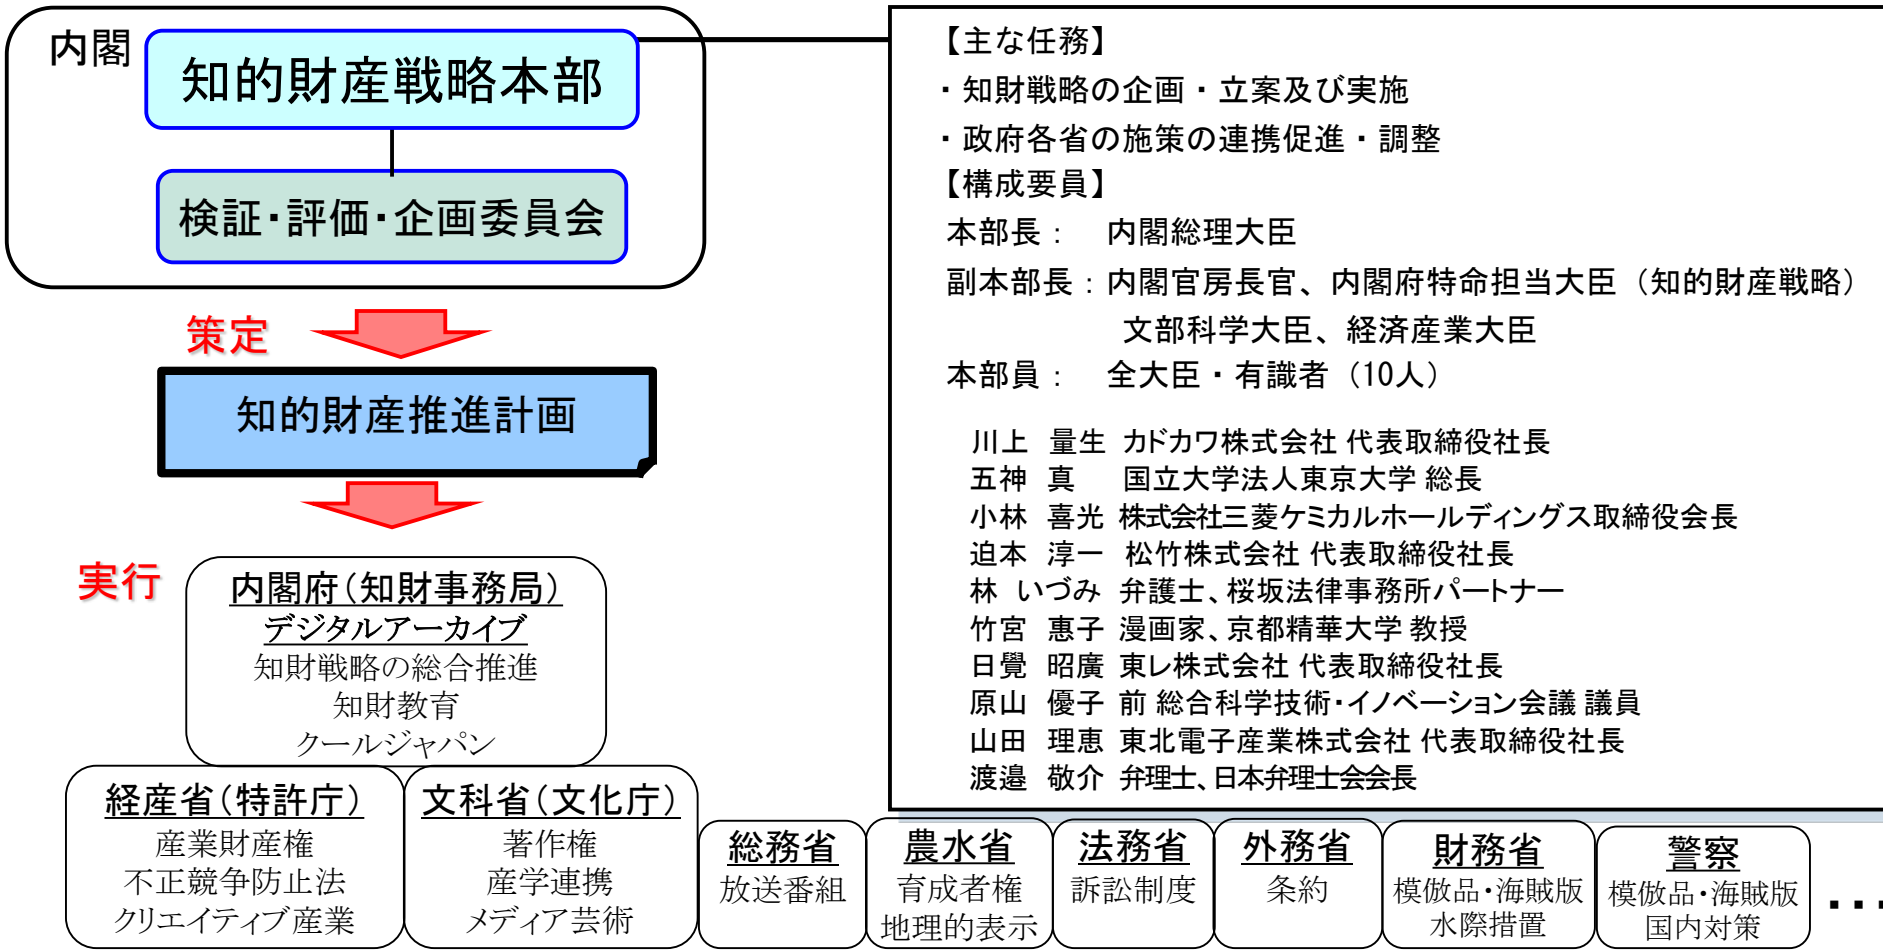 内閣
知的財産戦略本部
検証・評価・企画委員会
策定
知的財産推進計画
実行
内閣府(知財事務局)
デジタルアーカイブ
知財戦略の総合推進
知財教育
クールジャパン
経産省(特許庁)
産業財産権
不正競争防止法
クリエイティブ産業
文科省(文化庁)
著作権
産学連携
メディア芸術
総務省
放送番組
農水省
育成者権
地理的表示
法務省
訴訟制度
外務省
条約
財務省
模倣品・海賊版
水際措置
警察
模倣品・海賊版
国内対策
・・・
【主な任務】
・知財戦略の企画・立案及び実施
・政府各省の施策の連携促進・調整
【構成要員】
本部長： 内閣総理大臣
副本部長：内閣官房長官、内閣府特命担当大臣（知的財産戦略）
文部科学大臣、経済産業大臣
本部員： 全大臣・有識者（10人）
川上 量生 カドカワ株式会社 代表取締役社長
五神 真 国立大学法人東京大学 総長
小林 喜光 株式会社三菱ケミカルホールディングス取締役会長
迫本 淳一 松竹株式会社 代表取締役社長
林 いづみ 弁護士、桜坂法律事務所パートナー
竹宮 惠子 漫画家、京都精華大学 教授
日覺 昭廣 東レ株式会社 代表取締役社長
原山 優子 前 総合科学技術・イノベーション会議 議員
山田 理恵 東北電子産業株式会社 代表取締役社長
渡邉 敬介 弁理士、日本弁理士会会長